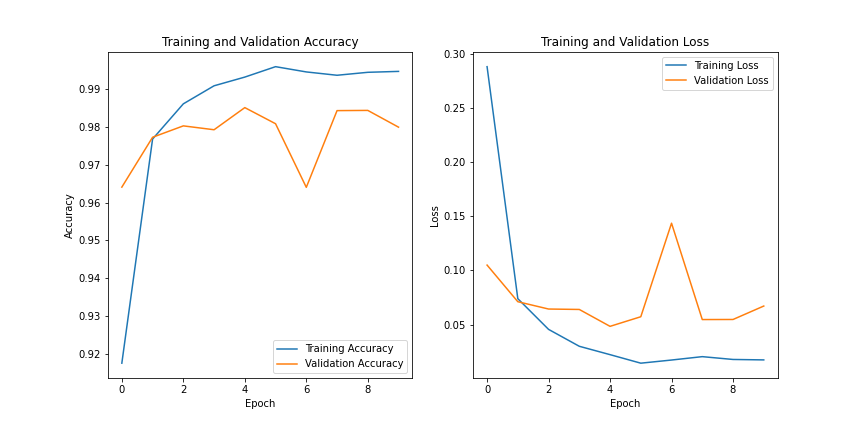 Training and Validation Accuracy
Accuracy
0.99
0.98
0.97
0.96
0.95
0.94
0.93
0.92
0 2 4 6 8
Epoch
Training Accuracy
Validation Accuracy
Training and Validation Loss
Loss
0.30
0.25
0.20
0.15
0.10
0.05
0 2 4 6 8
Epoch
Training Loss
Validation Loss